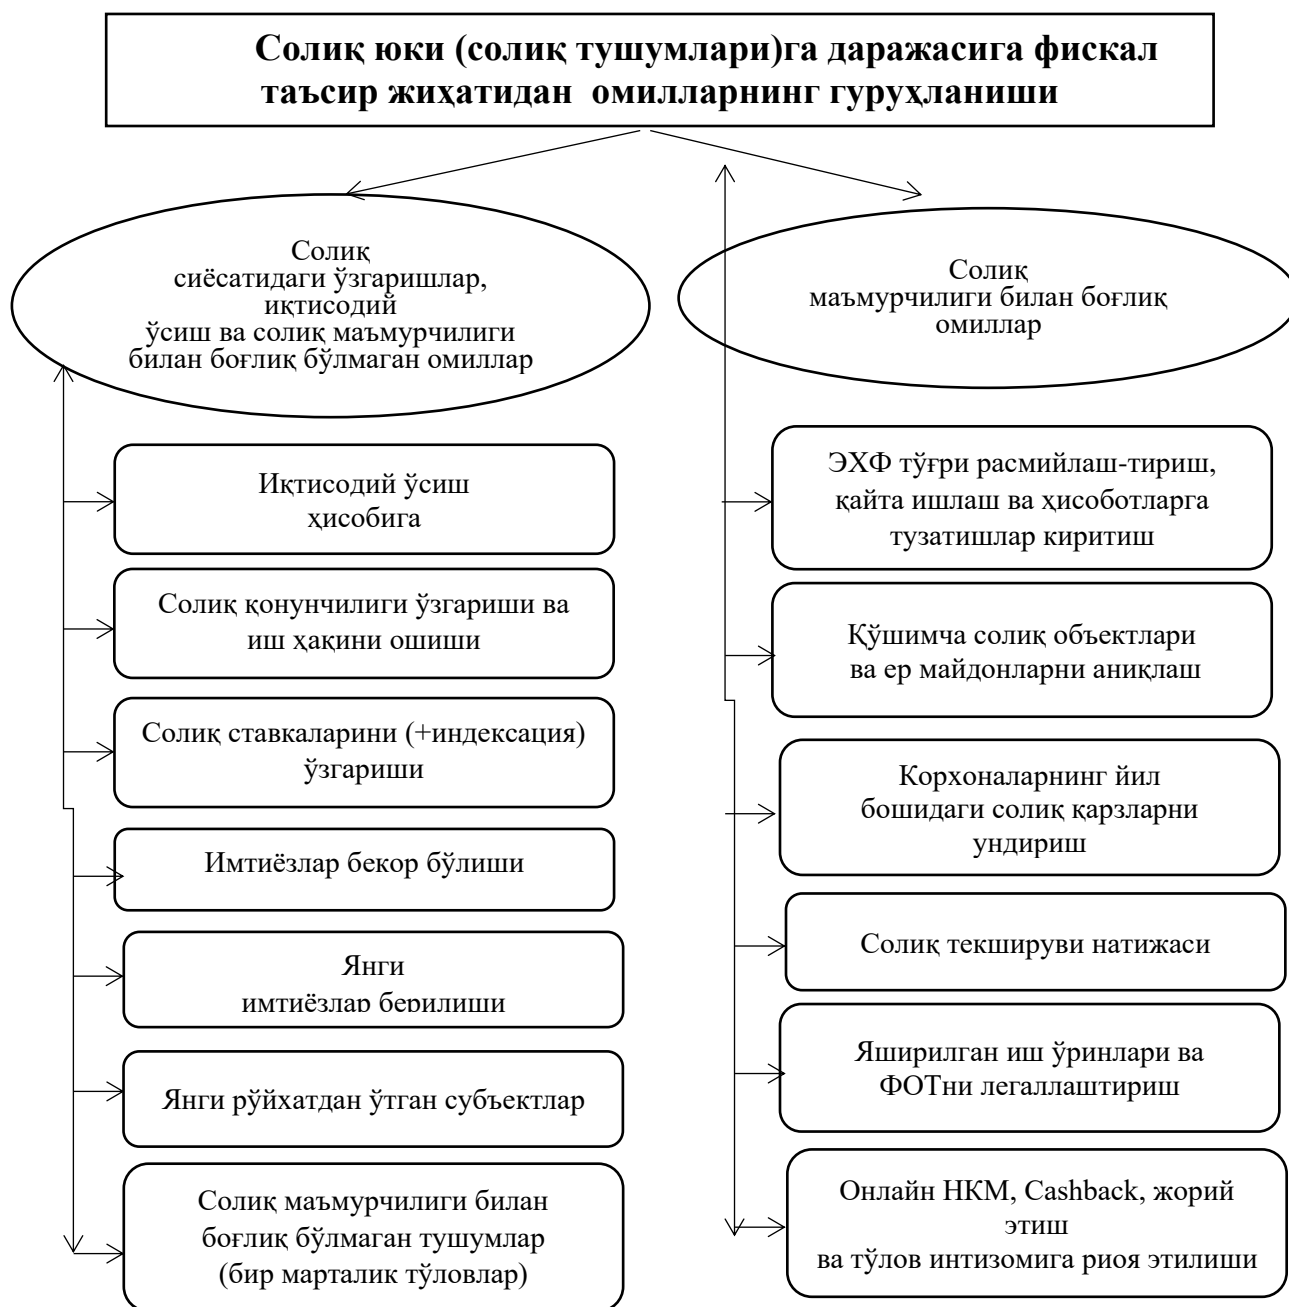 Солиқ юки (солиқ тушумлари)га даражасига фискал
таъсир жиҳатидан омилларнинг гуруҳланиши
Солиқ
сиёсатидаги ўзгаришлар,
иқтисодий
ўсиш ва солиқ маъмурчилиги
билан боғлиқ бўлмаган омиллар
Иқтисодий ўсиш
ҳисобига
Солиқ қонунчилиги ўзгариши ва
иш ҳақини ошиши
Солиқ ставкаларини (+индексация)
ўзгариши
Имтиёзлар бекор бўлиши
Янги
имтиёзлар берилиши
Янги рўйхатдан ўтган субъектлар
Солиқ маъмурчилиги билан
боғлиқ бўлмаган тушумлар
(бир марталик тўловлар)
Солиқ
маъмурчилиги билан боғлиқ
омиллар
ЭХФ тўғри расмийлаш-тириш,
қайта ишлаш ва ҳисоботларга
тузатишлар киритиш
Қўшимча солиқ объектлари
ва ер майдонларни аниқлаш
Корхоналарнинг йил
бошидаги солиқ қарзларни
ундириш
Солиқ текшируви натижаси
Яширилган иш ўринлари ва
ФОТни легаллаштириш
Онлайн НКМ, Cashback, жорий
этиш
ва тўлов интизомига риоя этилиши